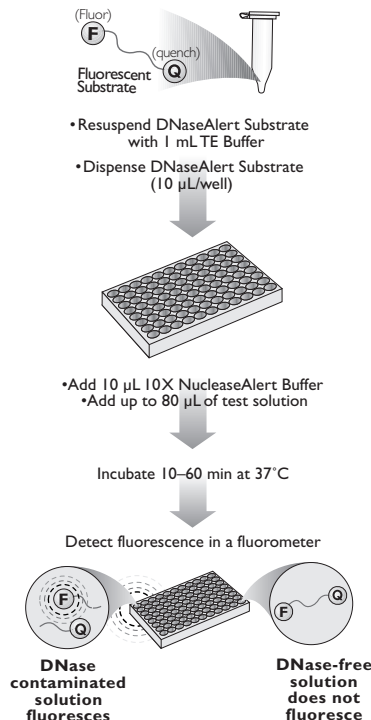 (Fluor)
F
(quench)
Q
Fluorescent
Substrate
•Resuspend DNaseAlert Substrate
with 1 mL TE Buffer
•Dispense DNaseAlert Substrate
(10 µL/well)
•Add 10 µL 10X NucleaseAlert Buffer
•Add up to 80 µL of test solution
Incubate 10–60 min at 37˚C
Detect fluorescence in a fluorometer
F
Q
F
Q
DNase
contaminated
solution
fluoresces
DNase-free
solution
does not
fluoresce